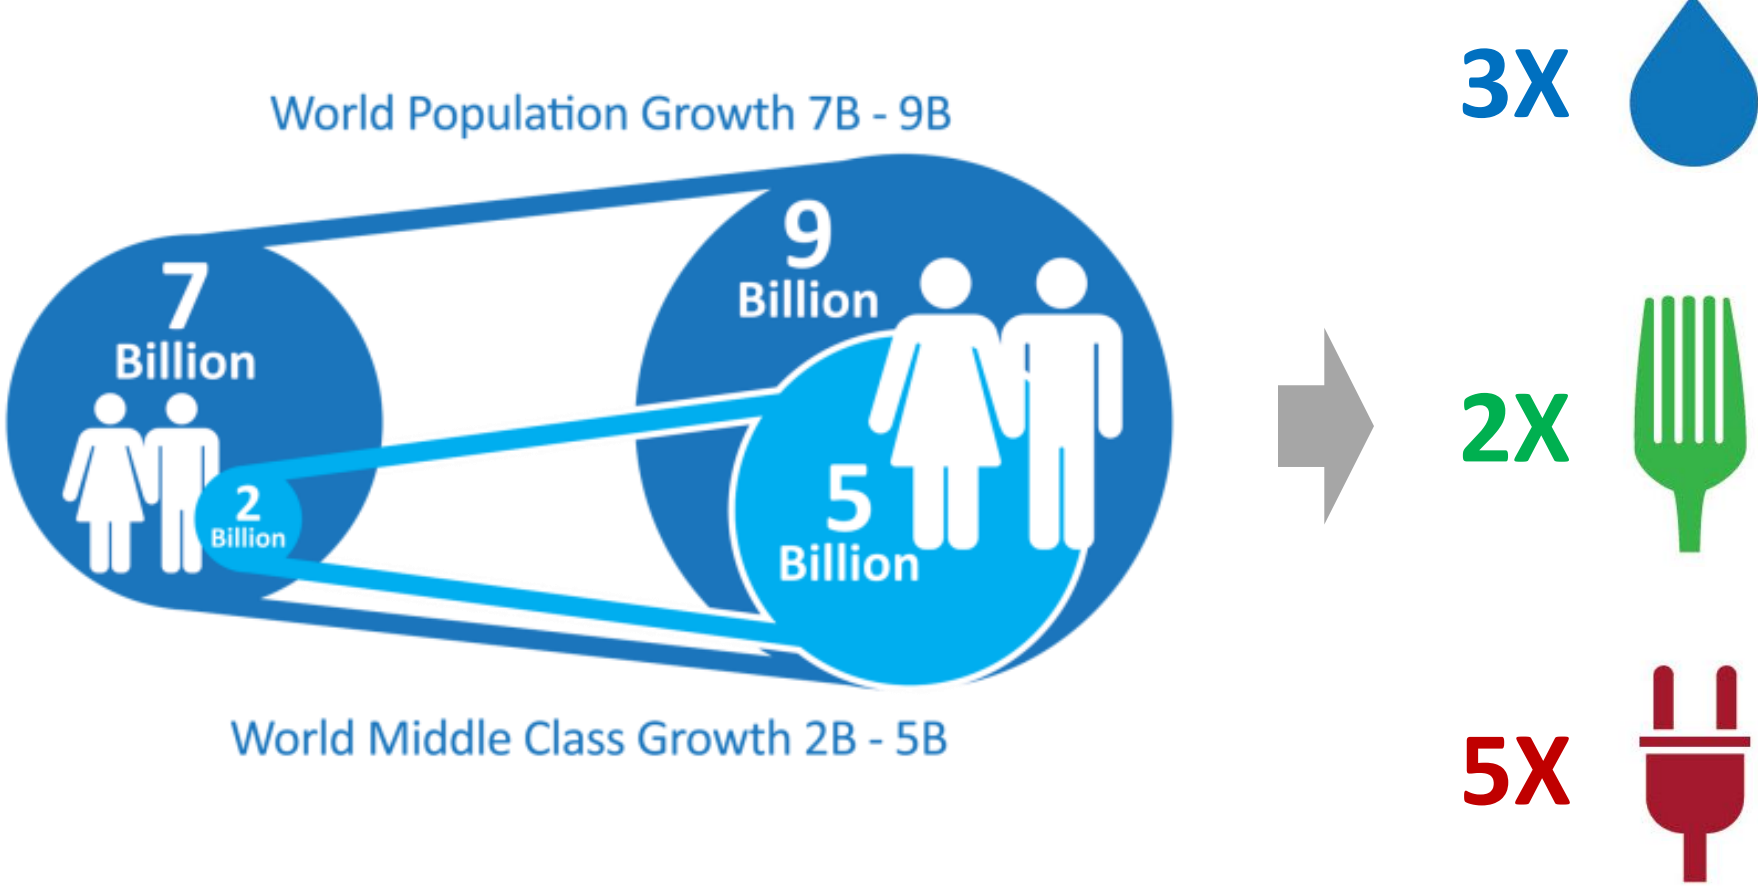 World Population Growth 7B - 9B
7
Billion
2
Billion
9
Billion
5
Billion
World Middle Class Growth 2B - 5B
3X
2X
5X